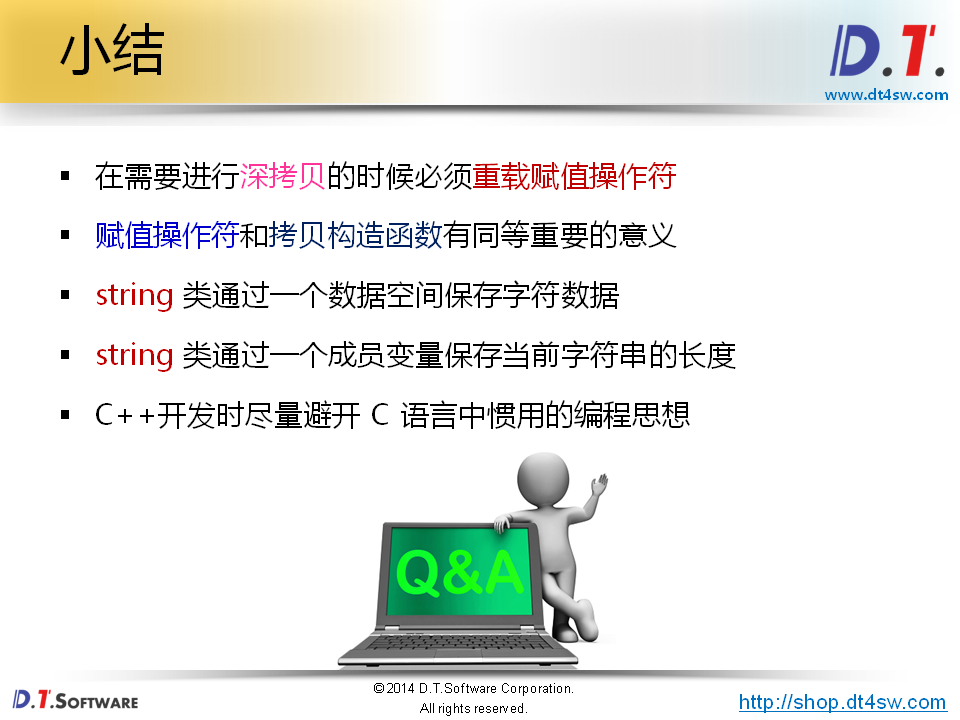 小结
D.T.
www.dt4sw.com
在需要进行深拷贝的时候必须重载赋值操作符
赋值操作符和拷贝构造函数有同等重要的意义
string 类通过一个数据空间保存字符数据
string 类通过一个成员变量保存当前字符串的长度
C++开发时尽量避开 C 语言中惯用的编程思想
Q&A
©2014 D.T.Software Corporation.
All rights reserved.
D.T.SOFTWARE
http://shop.dt4sw.com